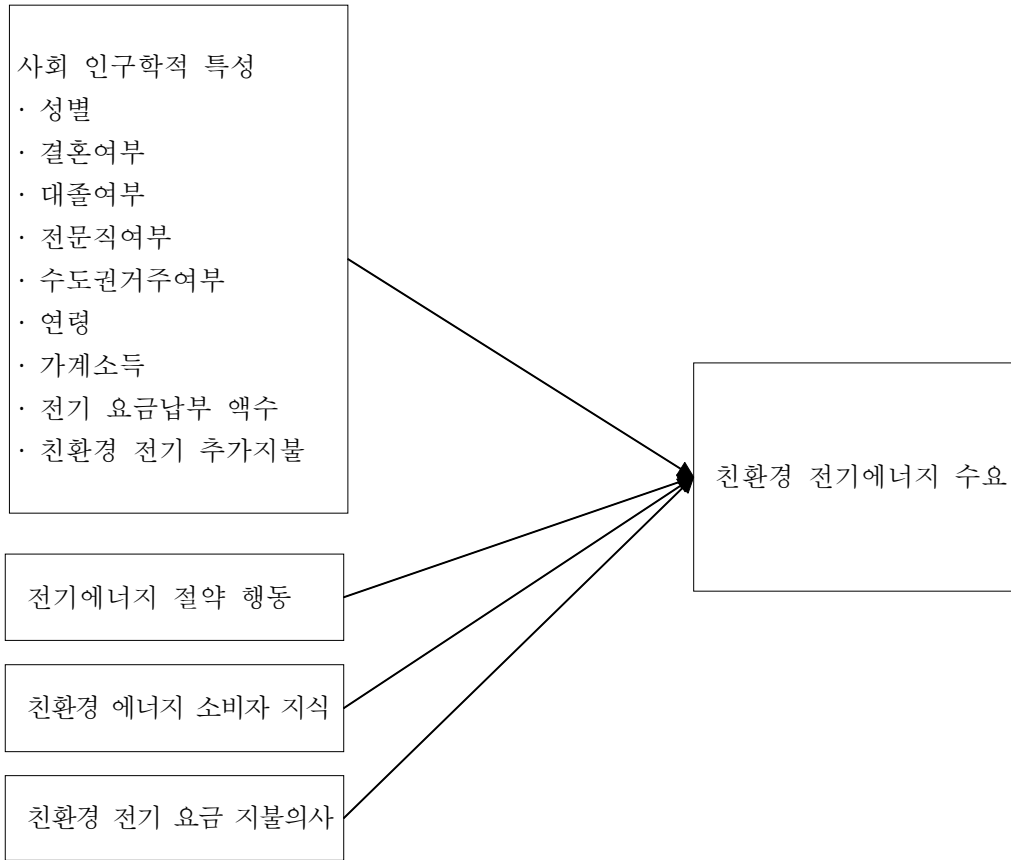 사회 인구학적 특성
· 성별
· 결혼여부
· 대졸여부
· 전문직여부
· 수도권거주여부
· 연령
· 가계소득
· 전기 요금납부 액수
· 친환경 전기 추가지불
친환경 전기에너지 수요
전기에너지 절약 행동
친환경 에너지 소비자 지식
친환경 전기 요금 지불의사